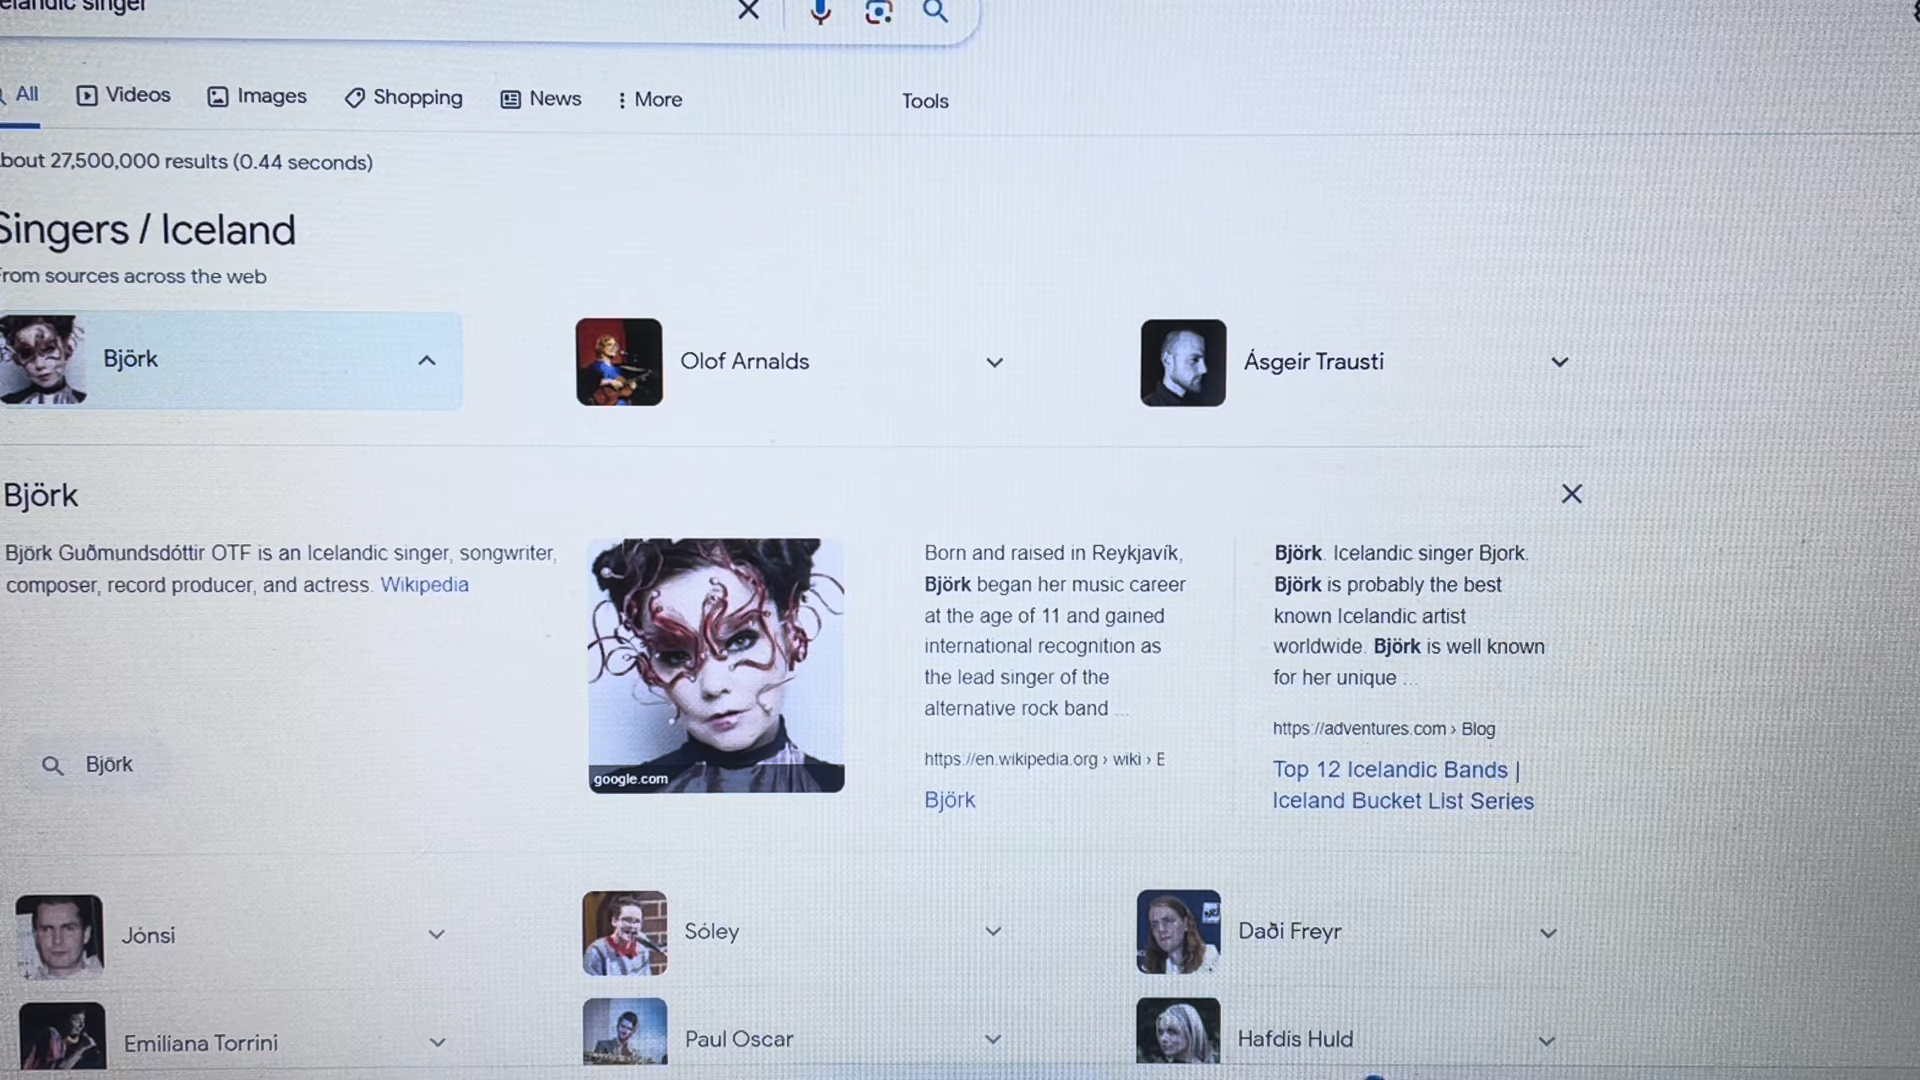 elandic singer
All
Videos
Images
Shopping
News
More
Tools
bout 27,500,000 results (0.44 seconds)
Singers / Iceland
From sources across the web
Björk
Olof Arnalds
Ásgeir Trausti
Björk
Björk Guðmundsdóttir OTF is an Icelandic singer, songwriter,
composer, record producer, and actress. Wikipedia
Björk
google.com
Born and raised in Reykjavík,
Björk began her music career
at the age of 11 and gained
international recognition as
the lead singer of the
alternative rock band ...
https://en.wikipedia.org › wiki › E
Björk
Björk. Icelandic singer Bjork.
Björk is probably the best
known Icelandic artist
worldwide. Björk is well known
for her unique ...
https://adventures.com › Blog
Top 12 Icelandic Bands |
Iceland Bucket List Series
Jónsi
Sóley
Daði Freyr
Emiliana Torrini
Paul Oscar
Hafdis Huld